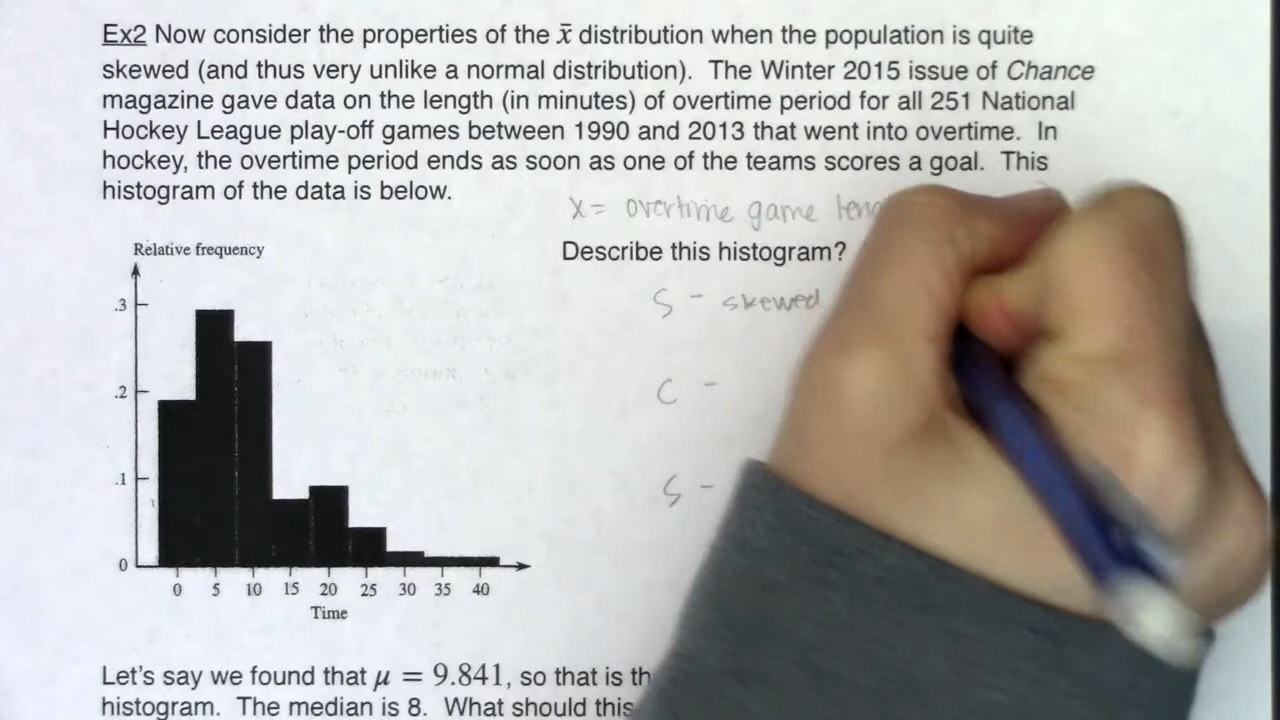 Ex2 Now consider the properties of the x̄ distribution when the population is quite
skewed (and thus very unlike a normal distribution). The Winter 2015 issue of Chance
magazine gave data on the length (in minutes) of overtime period for all 251 National
Hockey League play-off games between 1990 and 2013 that went into overtime. In
hockey, the overtime period ends as soon as one of the teams scores a goal. This
histogram of the data is below.
x = overtime game
Describe this histogram?
S - skewed
C -
S -
Relative frequency
.3
.2
.1
0
0 5 10 15 20 25 30 35 40
Time
Let's say we found that μ = 9.841, so that is
histogram. The median is 8. What should this